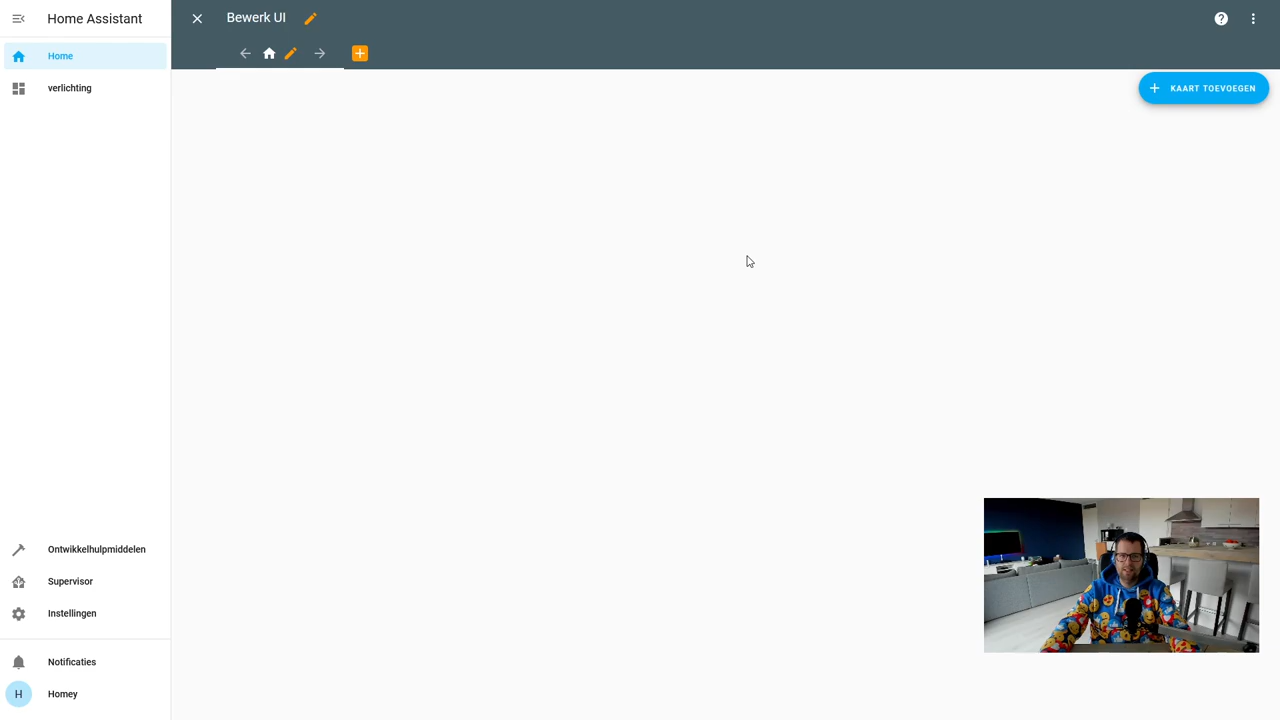 Home Assistant
Bewerk UI
Home
verlichting
KAART TOEVOEGEN
Ontwikkelhulpmiddelen
Supervisor
Instellingen
Notificaties
H
Homey